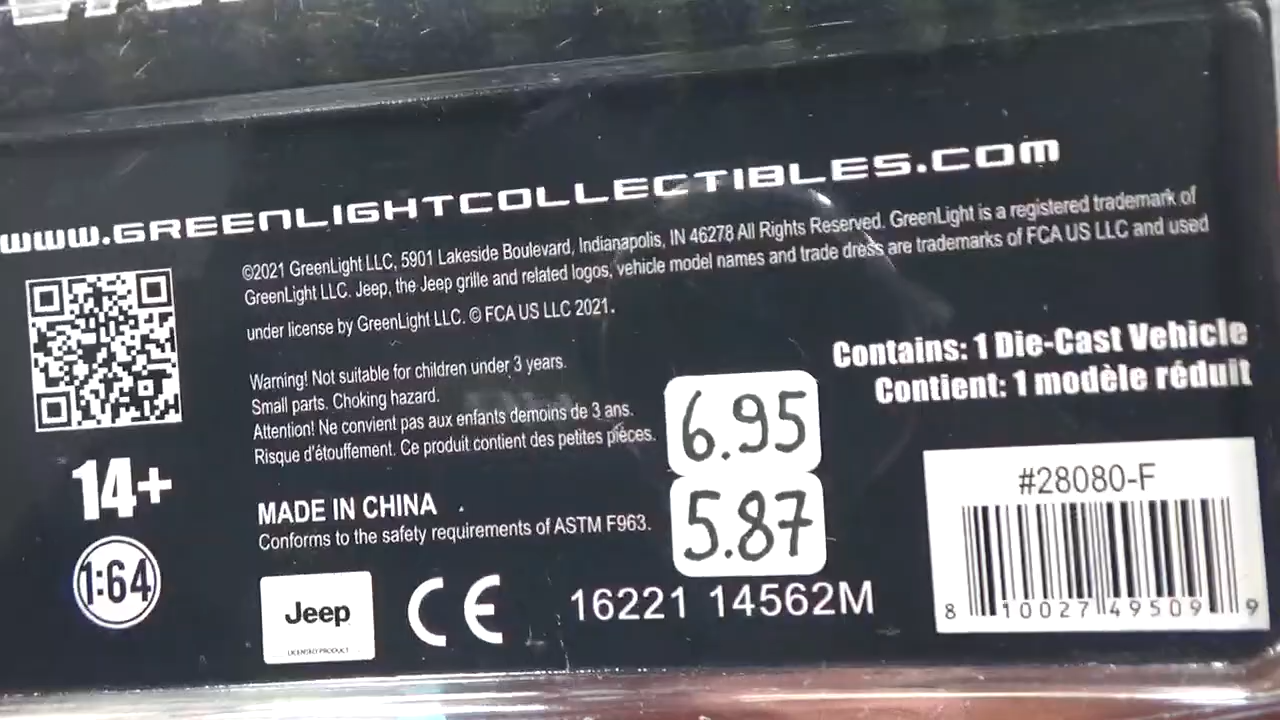 www.GREENLIGHTCOLLECTIBLES.COM
©2021 GreenLight LLC, 5901 Lakeside Boulevard, Indianapolis, IN 46278 All Rights Reserved. GreenLight is a registered trademark of
GreenLight LLC. Jeep, the Jeep grille and related logos, vehicle model names and trade dress are trademarks of FCA US LLC and used
under license by GreenLight LLC. © FCA US LLC 2021.
Warning! Not suitable for children under 3 years.
Small parts. Choking hazard.
Attention! Ne convient pas aux enfants demoins de 3 ans.
Risque d'étouffement. Ce produit contient des petites pièces.
Contains: 1 Die-Cast Vehicle
Contient: 1 modèle réduit
6.95
5.87
14+
1:64
MADE IN CHINA
Conforms to the safety requirements of ASTM F963.
Jeep
LICENSED PRODUCT
CE
16221 14562M
#28080-F
8 10027 49509 9